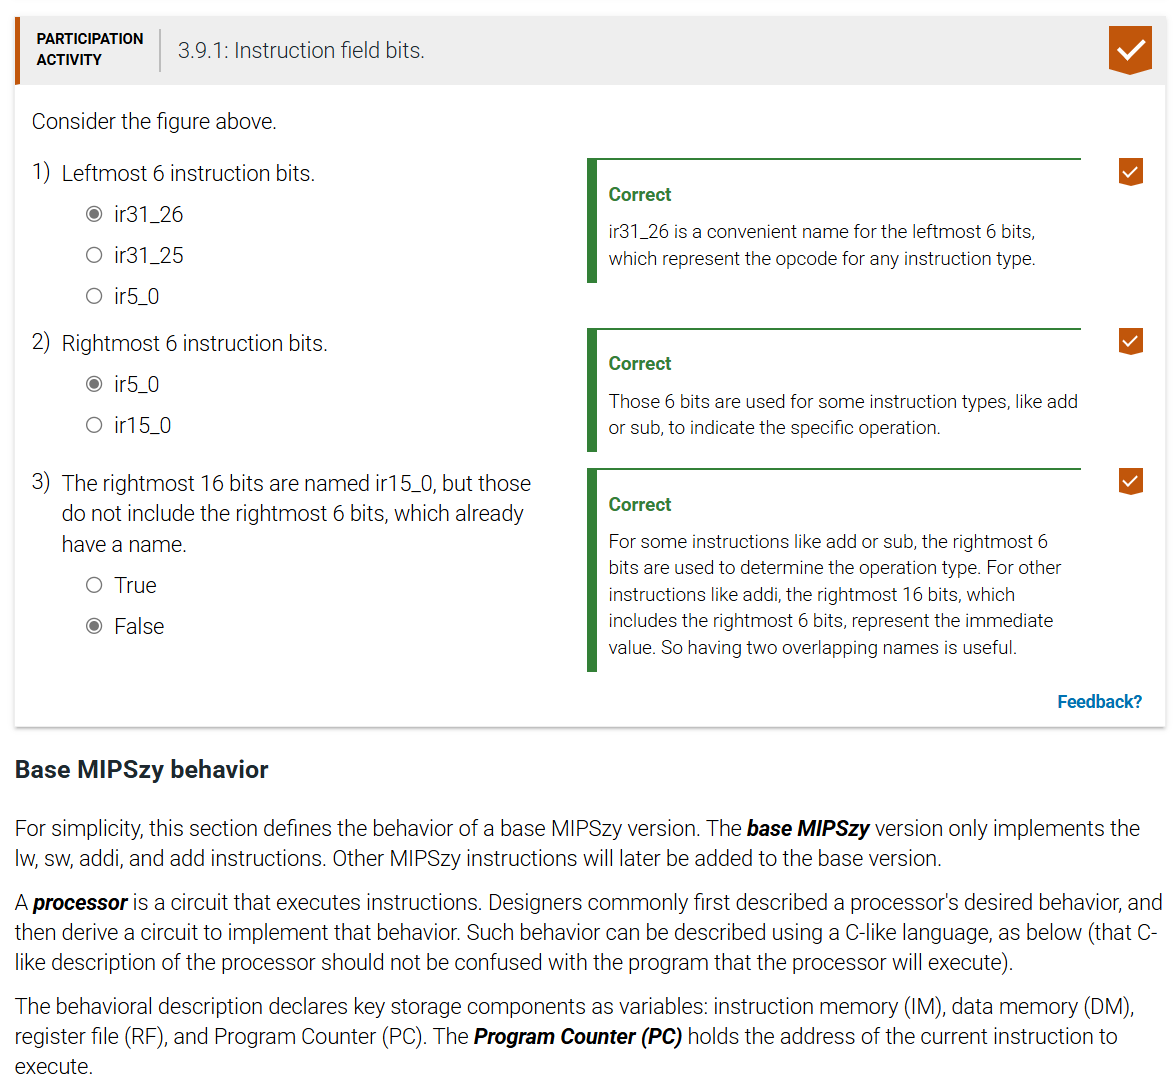 PARTICIPATION
ACTIVITY
3.9.1: Instruction field bits.
Consider the figure above.
1) Leftmost 6 instruction bits.
ir31_26
ir31_25
ir5_0
Correct
ir31_26 is a convenient name for the leftmost 6 bits,
which represent the opcode for any instruction type.
2) Rightmost 6 instruction bits.
ir5_0
ir15_0
Correct
Those 6 bits are used for some instruction types, like add
or sub, to indicate the specific operation.
3) The rightmost 16 bits are named ir15_0, but those
do not include the rightmost 6 bits, which already
have a name.
True
False
Correct
For some instructions like add or sub, the rightmost 6
bits are used to determine the operation type. For other
instructions like addi, the rightmost 16 bits, which
includes the rightmost 6 bits, represent the immediate
value. So having two overlapping names is useful.
Feedback?
Base MIPSzy behavior
For simplicity, this section defines the behavior of a base MIPSzy version. The base MIPSzy version only implements the
lw, sw, addi, and add instructions. Other MIPSzy instructions will later be added to the base version.
A processor is a circuit that executes instructions. Designers commonly first described a processor's desired behavior, and
then derive a circuit to implement that behavior. Such behavior can be described using a C-like language, as below (that C-
like description of the processor should not be confused with the program that the processor will execute).
The behavioral description declares key storage components as variables: instruction memory (IM), data memory (DM),
register file (RF), and Program Counter (PC). The Program Counter (PC) holds the address of the current instruction to
execute.